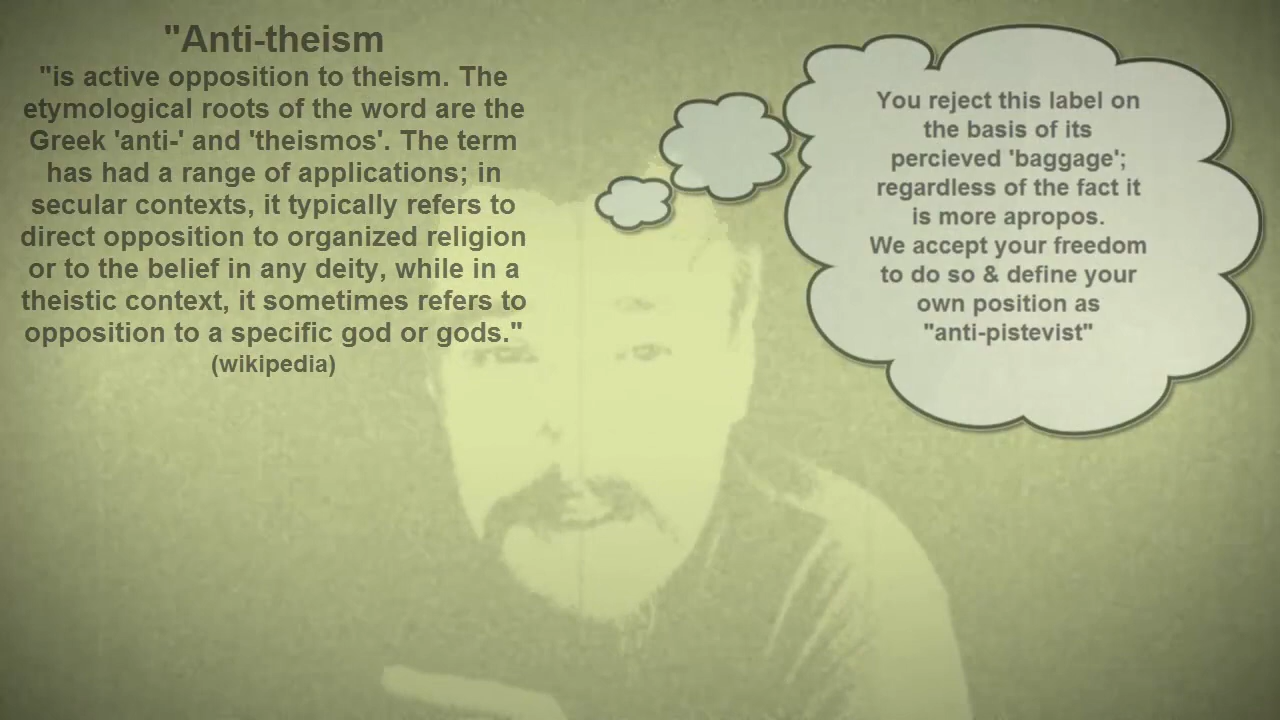 "Anti-theism
"is active opposition to theism. The
etymological roots of the word are the
Greek 'anti-' and 'theismos'. The term
has had a range of applications; in
secular contexts, it typically refers to
direct opposition to organized religion
or to the belief in any deity, while in a
theistic context, it sometimes refers to
opposition to a specific god or gods."
(wikipedia)
You reject this label on
the basis of its
percieved 'baggage';
regardless of the fact it
is more apropos.
We accept your freedom
to do so & define your
own position as
"anti-pistevist"